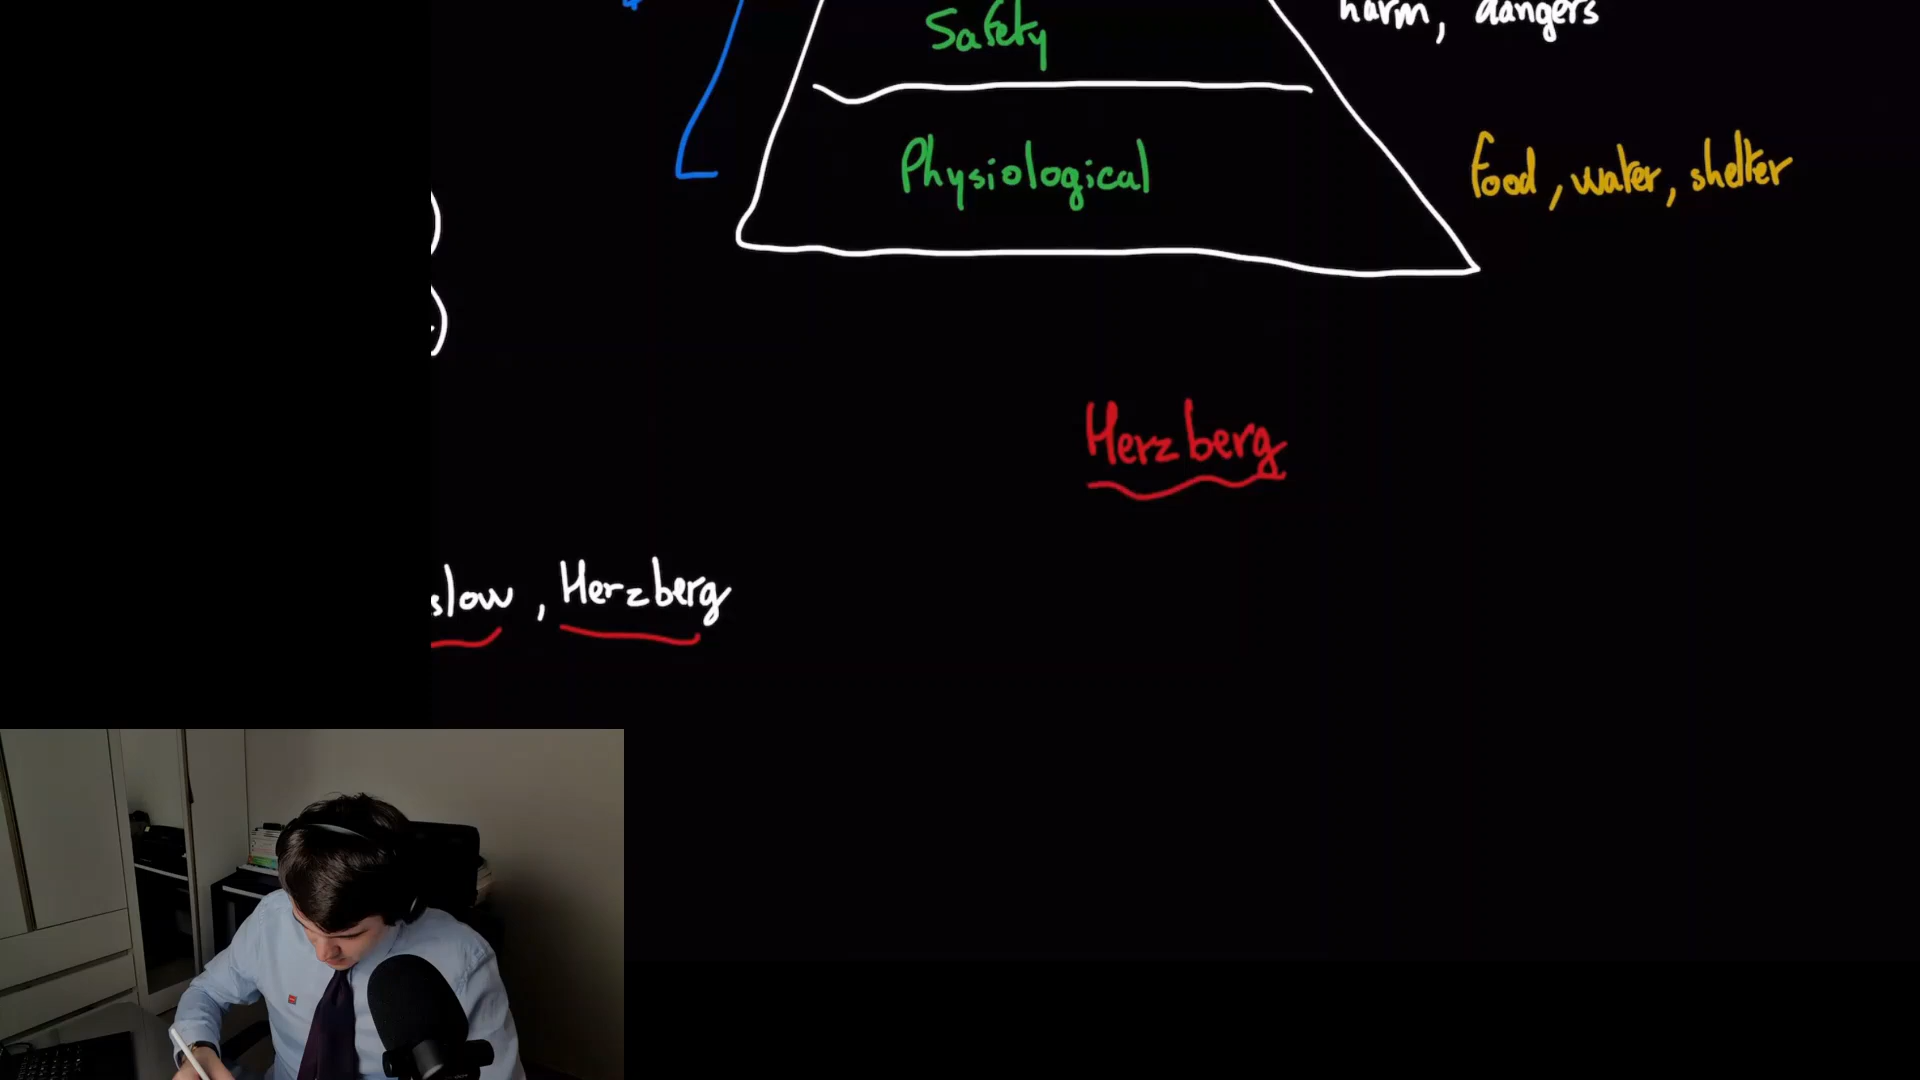 Safety
harm, dangers
Physiological
food, water, shelter
Herzberg
slow, Herzberg